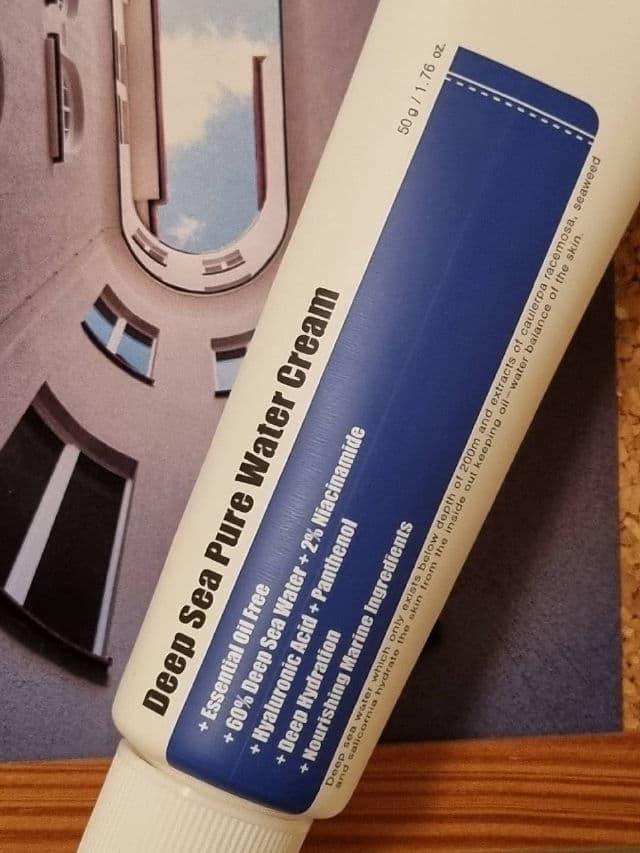 50 g / 1.76 oz.
Deep Sea Pure Water Cream
+ Essential Oil Free
+ 60% Deep Sea Water + 2% Niacinamide
+ Hyaluronic Acid + Panthenol
+ Deep Hydration
+ Nourishing Marine Ingredients
Deep sea water which only exists below depth of 200m and extracts of caulerpa racemosa, seaweed
and salicornia hydrate the skin from the inside out keeping oil-water balance of the skin.